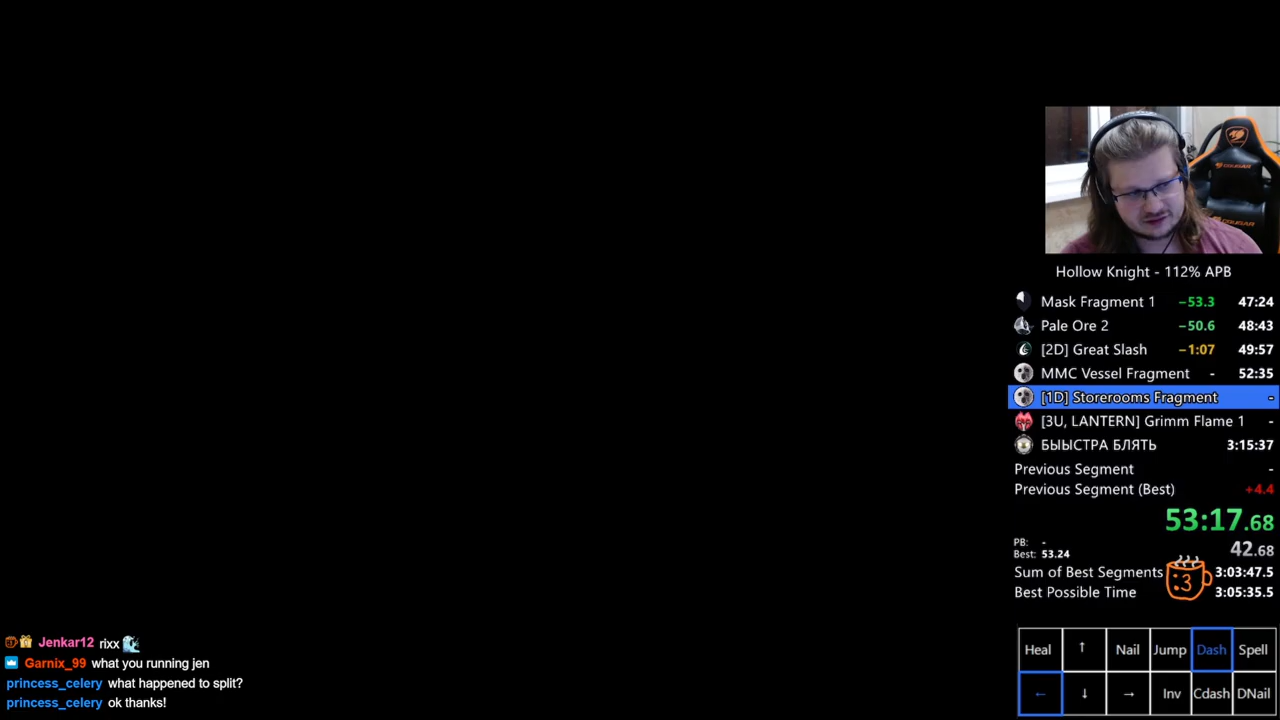 Hollow Knight - 112% APB
Mask Fragment 1 −53.3 47:24
Pale Ore 2 −50.6 48:43
[2D] Great Slash −1:07 49:57
MMC Vessel Fragment - 52:35
[1D] Storerooms Fragment -
[3U, LANTERN] Grimm Flame 1 -
БЫЫСТРА БЛЯТЬ 3:15:37
Previous Segment -
Previous Segment (Best) +4.4
53:17.68
PB: -
Best: 53.24
42.68
Sum of Best Segments 3:03:47.5
Best Possible Time 3:05:35.5
:3
Heal ↑ Nail Jump Dash Spell
← ↓ → Inv Cdash DNail
Jenkar12 rixx
Garnix_99 what you running jen
princess_celery what happened to split?
princess_celery ok thanks!
COUGAR